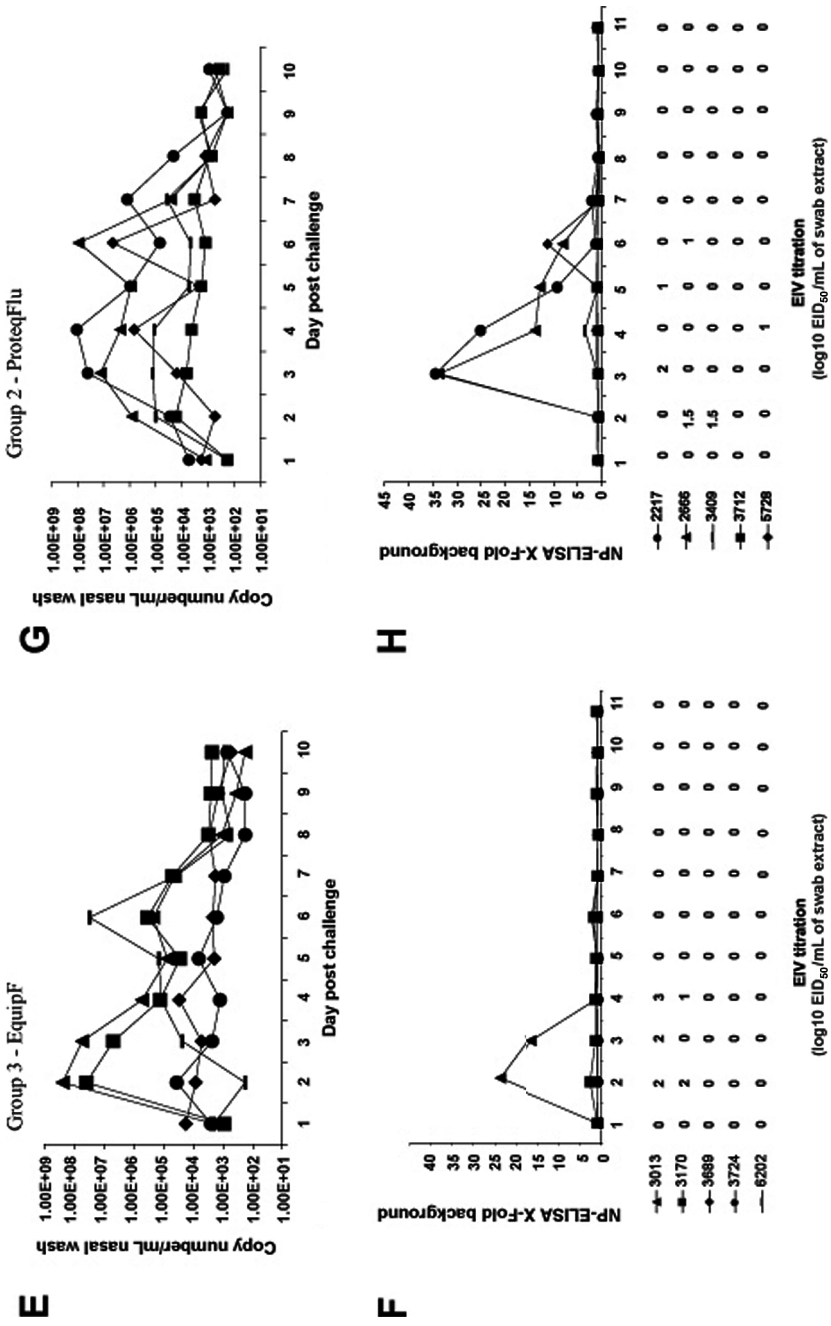 E
Group 3 - EquipF
Copy number/mL nasal wash
1.00E+09
1.00E+08
1.00E+07
1.00E+06
1.00E+05
1.00E+04
1.00E+03
1.00E+02
1.00E+01
1 2 3 4 5 6 7 8 9 10
Day post challenge
G
Group 2 - ProteqFlu
Copy number/mL nasal wash
1.00E+09
1.00E+08
1.00E+07
1.00E+06
1.00E+05
1.00E+04
1.00E+03
1.00E+02
1.00E+01
1 2 3 4 5 6 7 8 9 10
Day post challenge
F
NP-ELISA X-Fold background
40
35
30
25
20
15
10
5
0
1 2 3 4 5 6 7 8 9 10 11
3013 0 2 2 3 0 0 0 0 0 0 0
3170 0 2 0 1 0 0 0 0 0 0 0
3689 0 0 0 0 0 0 0 0 0 0 0
3724 0 0 0 0 0 0 0 0 0 0 0
6202 0 0 0 0 0 0 0 0 0 0 0
EIV titration
(log10 EID50/mL of swab extract)
H
NP-ELISA X-Fold background
45
40
35
30
25
20
15
10
5
0
1 2 3 4 5 6 7 8 9 10 11
2217 0 0 2 0 1 0 0 0 0 0 0
2666 0 1.5 0 0 0 1 0 0 0 0 0
3409 0 1.5 0 0 0 0 0 0 0 0 0
3712 0 0 0 0 0 0 0 0 0 0 0
5728 0 0 0 1 0 0 0 0 0 0 0
EIV titration
(log10 EID50/mL of swab extract)